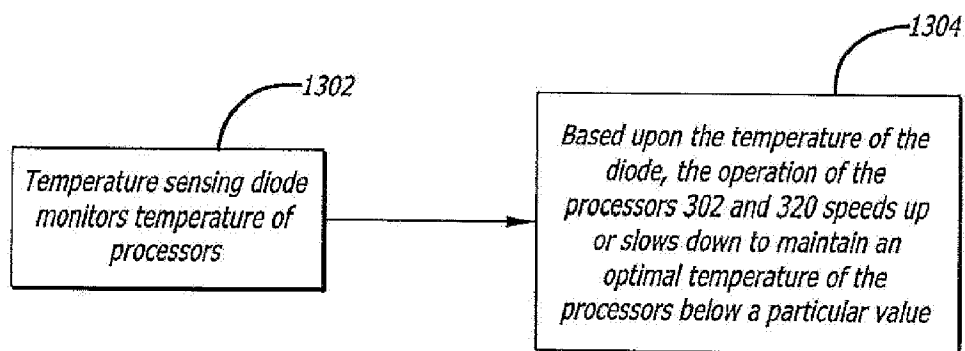 1304
1302
Based upon the temperature of the
diode, the operation of the
processors 302 and 320 speeds up
or slows down to maintain an
optimal temperature of the
processors below a particular value
Temperature sensing diode
monitors temperature of
processors